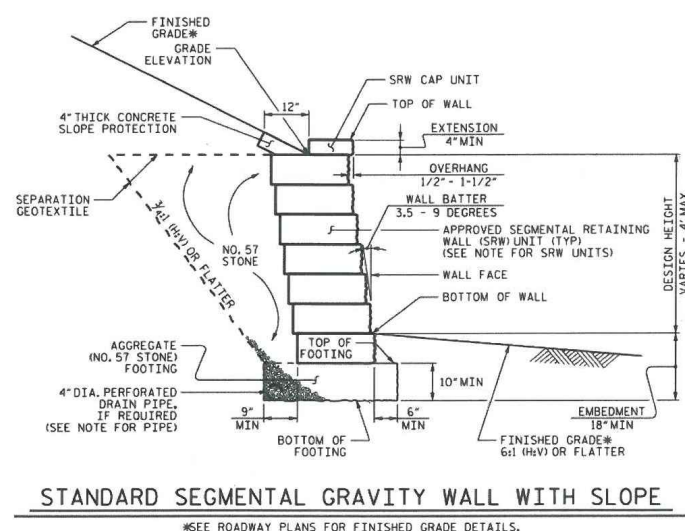 FINISHED
GRADE*
GRADE
ELEVATION
SRW CAP UNIT
TOP OF WALL
12"
4" THICK CONCRETE
SLOPE PROTECTION
EXTENSION
4" MIN
OVERHANG
1/2" - 1-1/2"
SEPARATION
GEOTEXTILE
WALL BATTER
3.5 - 9 DEGREES
3/4:1 (H:V) OR FLATTER
NO. 57
STONE
APPROVED SEGMENTAL RETAINING
WALL (SRW) UNIT (TYP)
(SEE NOTE FOR SRW UNITS)
DESIGN HEIGHT
VARIES - 4' MAX
WALL FACE
BOTTOM OF WALL
AGGREGATE
(NO. 57 STONE)
FOOTING
TOP OF
FOOTING
4" DIA. PERFORATED
DRAIN PIPE,
IF REQUIRED
(SEE NOTE FOR PIPE)
10" MIN
9"
MIN
6"
MIN
EMBEDMENT
18" MIN
BOTTOM OF
FOOTING
FINISHED GRADE*
6:1 (H:V) OR FLATTER
STANDARD SEGMENTAL GRAVITY WALL WITH SLOPE
*SEE ROADWAY PLANS FOR FINISHED GRADE DETAILS.